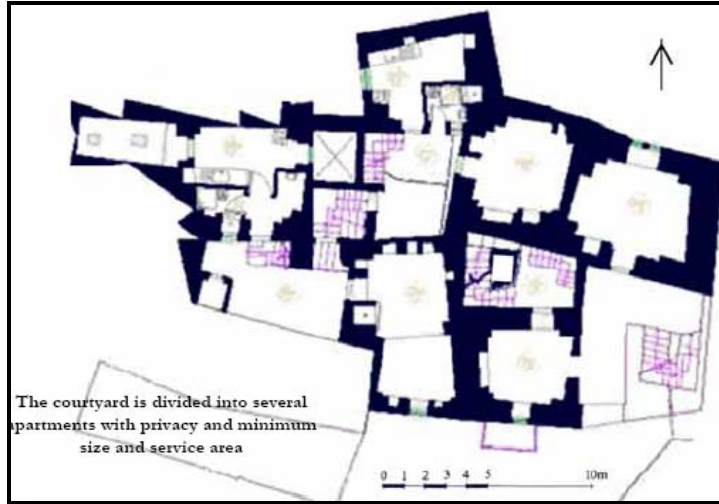 The courtyard is divided into several
apartments with privacy and minimum
size and service area
0 1 2 3 4 5 10m